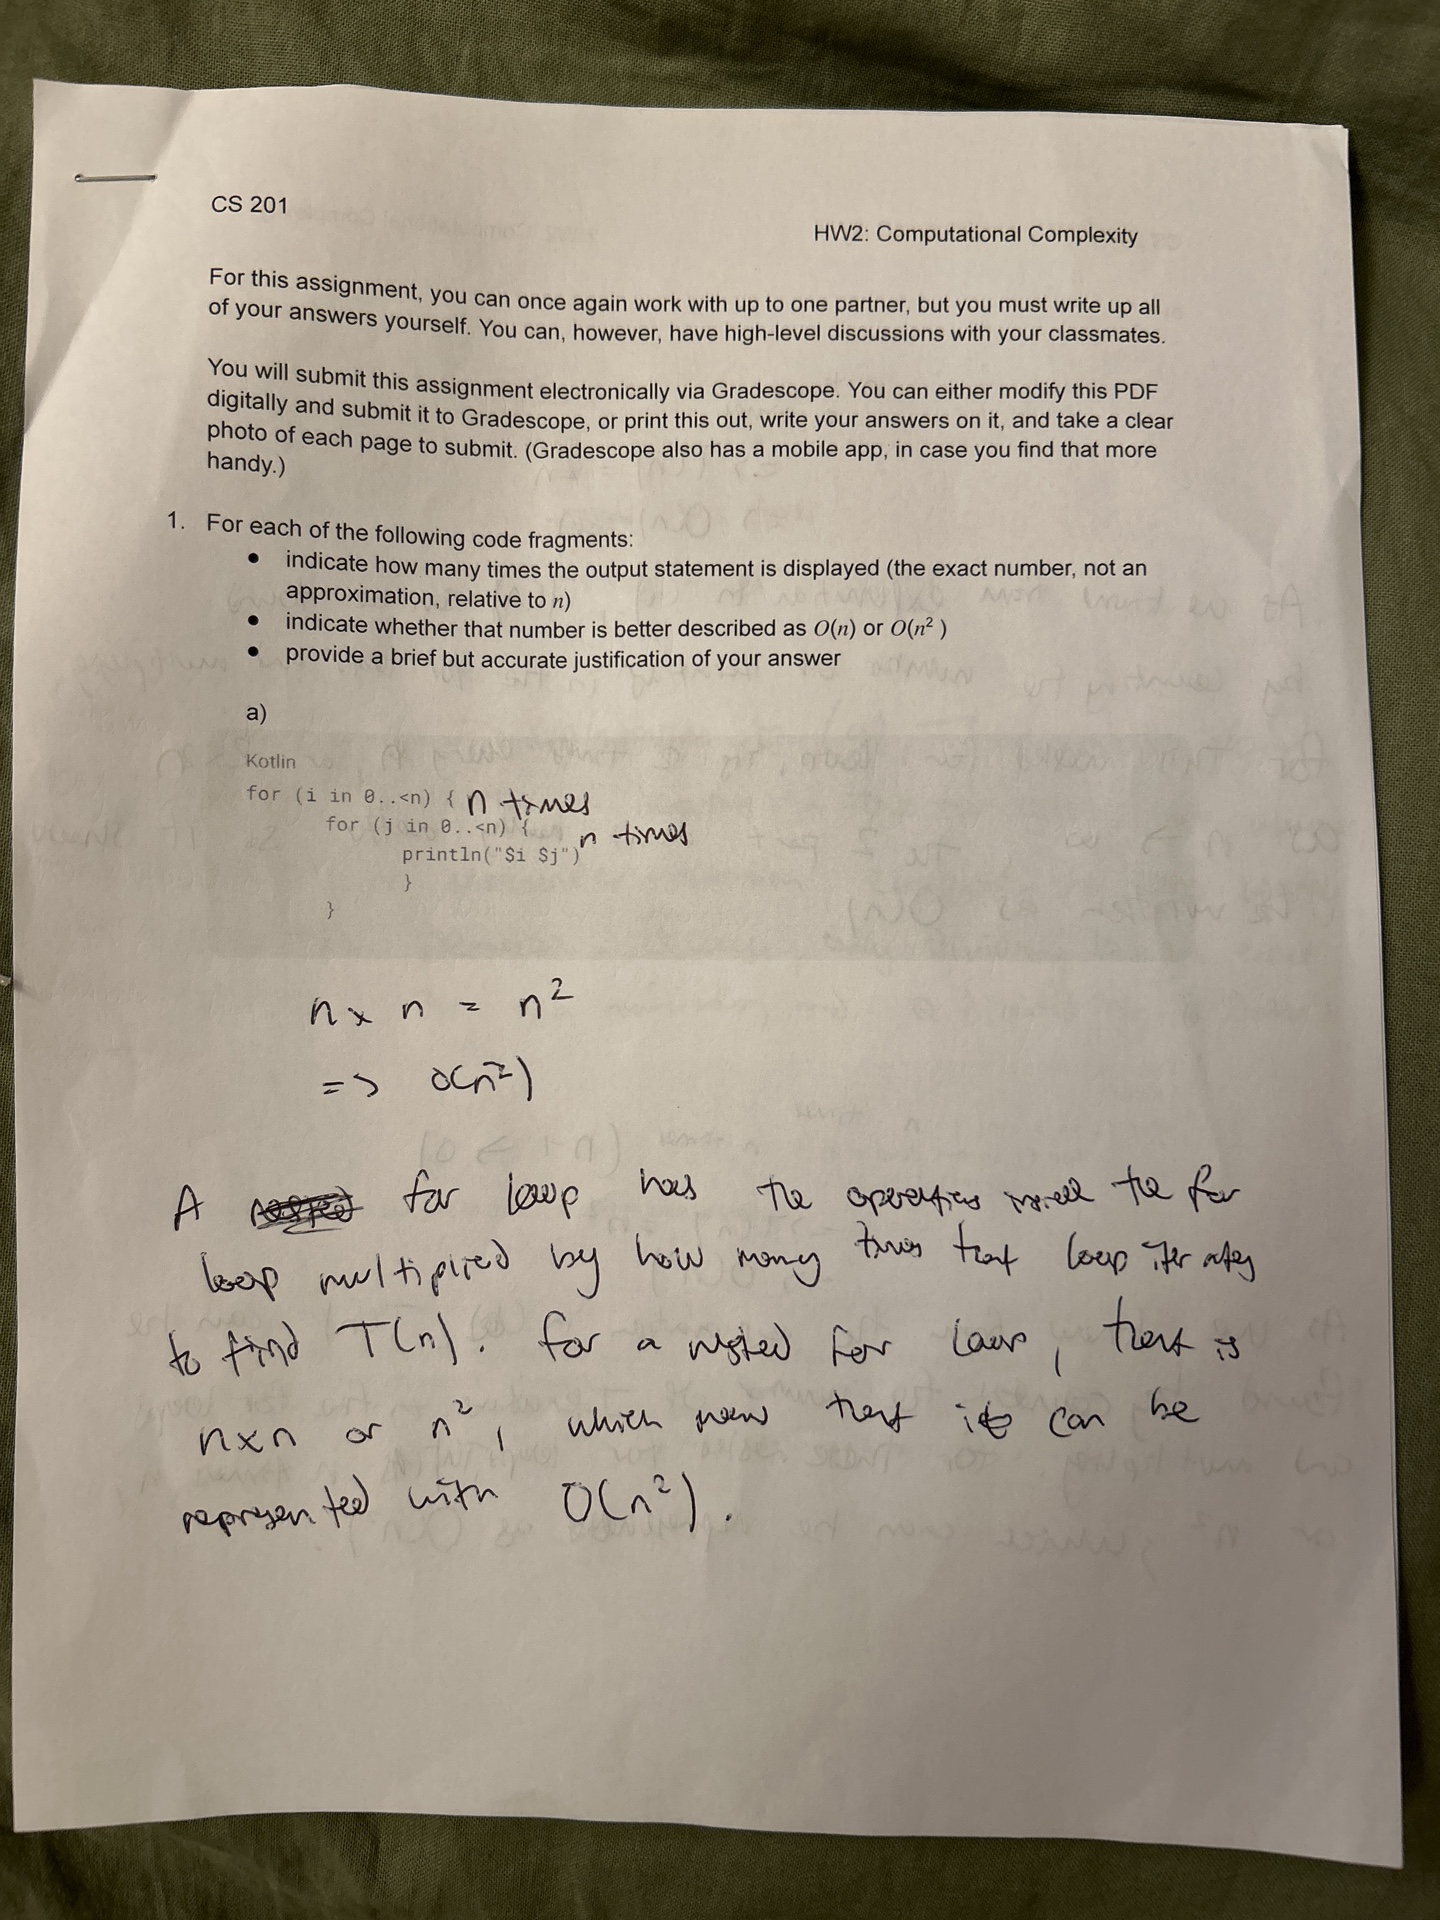 CS 201
HW2: Computational Complexity
For this assignment, you can once again work with up to one partner, but you must write up all
of your answers yourself. You can, however, have high-level discussions with your classmates.
You will submit this assignment electronically via Gradescope. You can either modify this PDF
digitally and submit it to Gradescope, or print this out, write your answers on it, and take a clear
photo of each page to submit. (Gradescope also has a mobile app, in case you find that more
handy.)
1. For each of the following code fragments:
• indicate how many times the output statement is displayed (the exact number, not an
approximation, relative to n)
• indicate whether that number is better described as O(n) or O(n²)
• provide a brief but accurate justification of your answer
a)
Kotlin
for (i in 0..<n) { n times
for (j in 0..<n) { n times
println("$i $j")
}
}
n x n = n²
=> O(n²)
A for loop has the operations inside the for
loop multiplied by how many times that loop iterates
to find T(n). For a nested for loop, that is
n×n or n², which means that it can be
represented with O(n²).